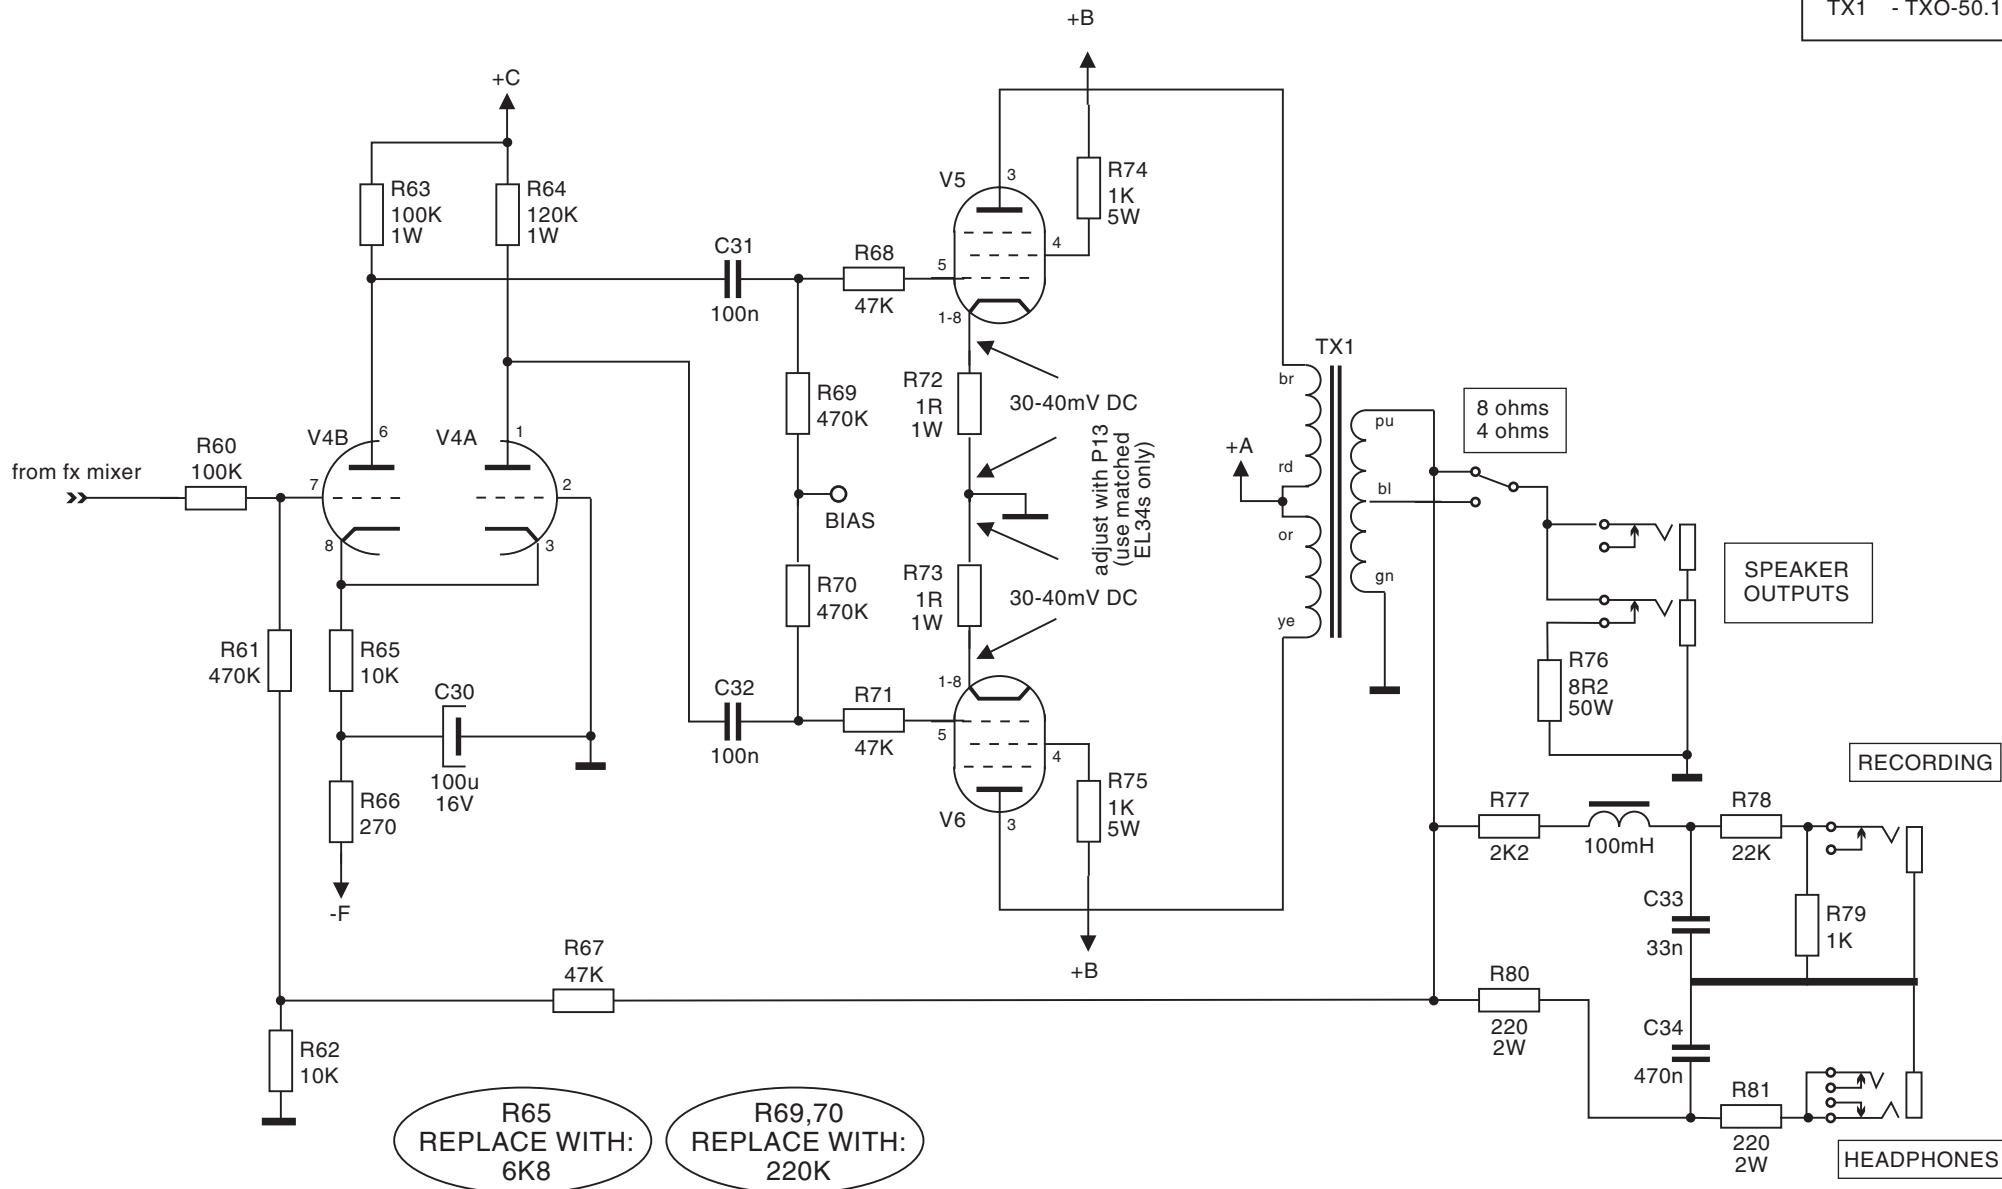 TX1 - TXO-50.1
+B
+C
R63
100K
1W
R64
120K
1W
V5
3
R74
1K
5W
4
C31
100n
R68
47K
5
1-8
TX1
br
R69
470K
R72
1R
1W
30-40mV DC
8 ohms
4 ohms
pu
V4B
6
V4A
1
R60
100K
from fx mixer
7
2
+A
rd
bl
BIAS
adjust with P13
(use matched
EL34s only)
8
3
or
R70
470K
R73
1R
1W
30-40mV DC
gn
SPEAKER
OUTPUTS
ye
R61
470K
R65
10K
R76
8R2
50W
C30
100u
16V
C32
100n
R71
47K
1-8
5
4
R75
1K
5W
V6
3
RECORDING
R66
270
R77
2K2
100mH
R78
22K
-F
C33
33n
R79
1K
R67
47K
+B
R80
220
2W
C34
470n
R62
10K
R81
220
2W
R65
REPLACE WITH:
6K8
R69,70
REPLACE WITH:
220K
HEADPHONES